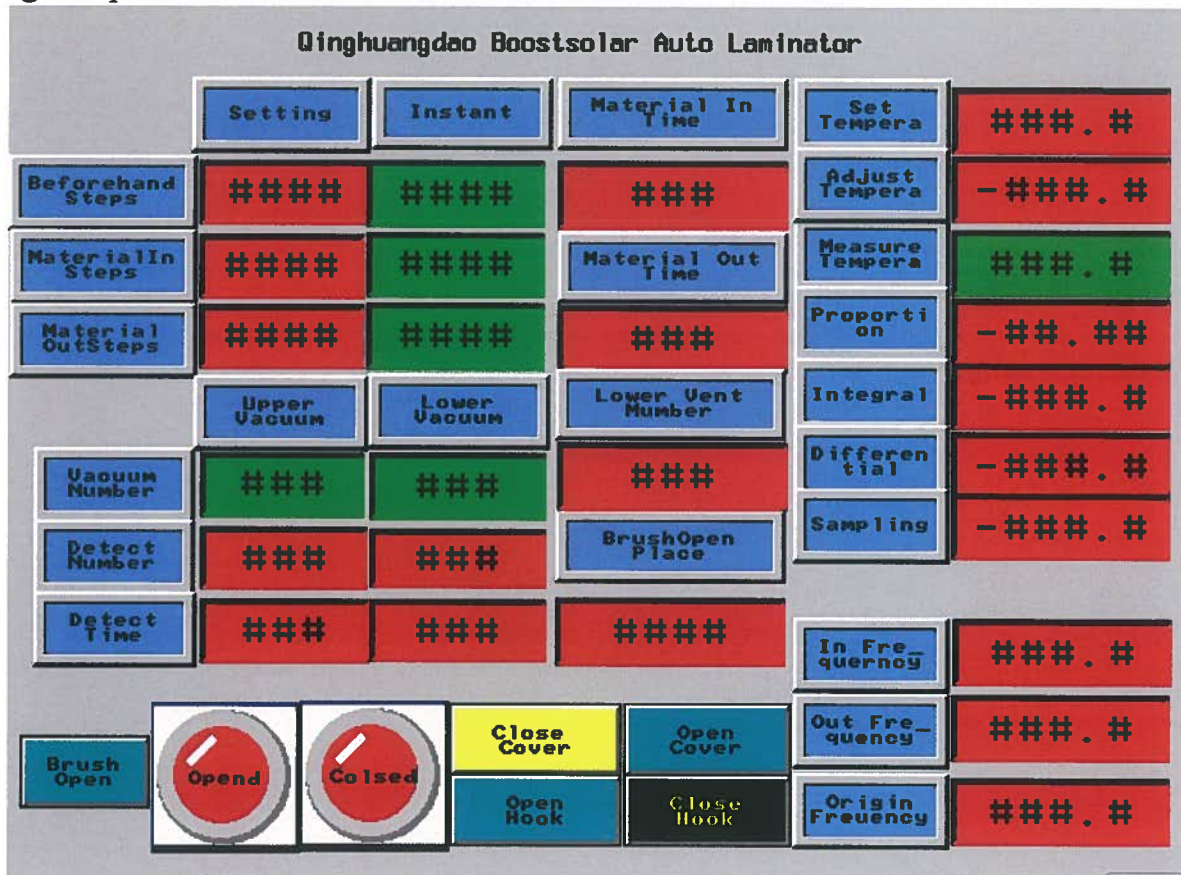 Qinghuangdao Boostsolar Auto Laminator
Setting Instant Material In Time Set Tempera ###.#
Beforehand Steps #### #### ### Adjust Tempera -###.#
MaterialIn Steps #### #### Material Out Time Measure Tempera ###.#
Material OutSteps #### #### ### Proporti on -##.##
Upper Vacuum Lower Vacuum Lower Vent Mumber Integral -###.#
Vacuum Number ### ### ### Differen tial -###.#
Detect Number ### ### BrushOpen Place Sampling -###.#
Detect Time ### ### ####
In Fre_ quernoy ###.#
Brush Open Opend Colsed Close Cover Open Cover Out Fre_ quency ###.#
Open Hook Close Hook Origin Freuency ###.#